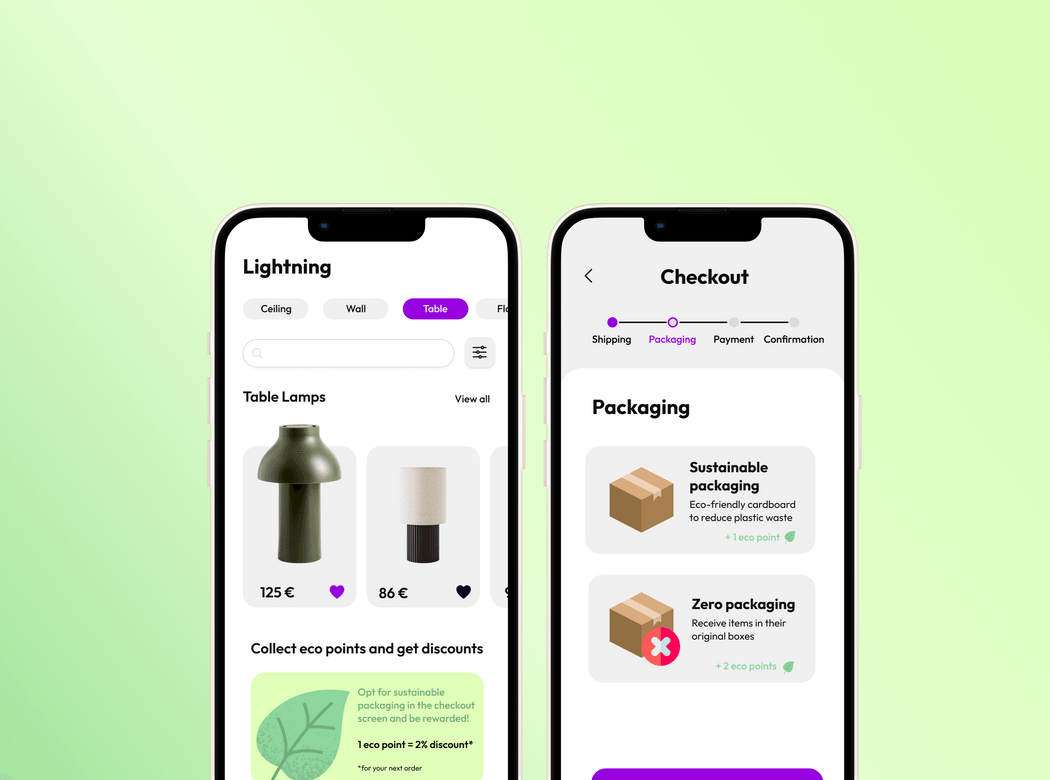 Lightning
Ceiling
Wall
Table
Table Lamps
View all
125 €
86 €
Collect eco points and get discounts
Opt for sustainable
packaging in the checkout
screen and be rewarded!
1 eco point = 2% discount*
*for your next order
Checkout
Shipping
Packaging
Payment
Confirmation
Packaging
Sustainable
packaging
Eco-friendly cardboard
to reduce plastic waste
+ 1 eco point
Zero packaging
Receive items in their
original boxes
+ 2 eco points